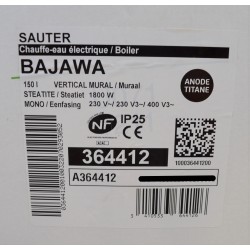 SAUTER
Chauffe-eau électrique / Boiler
BAJAWA
ANODE
TITANE
150 l VERTICAL MURAL / Muraal
STEATITE / Steatiet 1800 W
MONO / Eenfasing 230 V~/ 230 V3~/ 400 V3~
NF
IP25
364412
100036441200
A364412